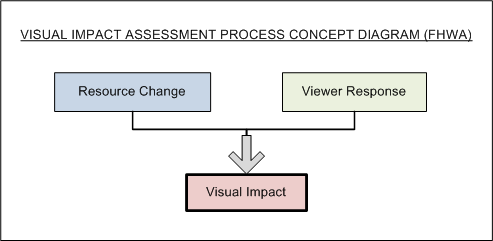 VISUAL IMPACT ASSESSMENT PROCESS CONCEPT DIAGRAM (FHWA)
Resource Change
Viewer Response
Visual Impact